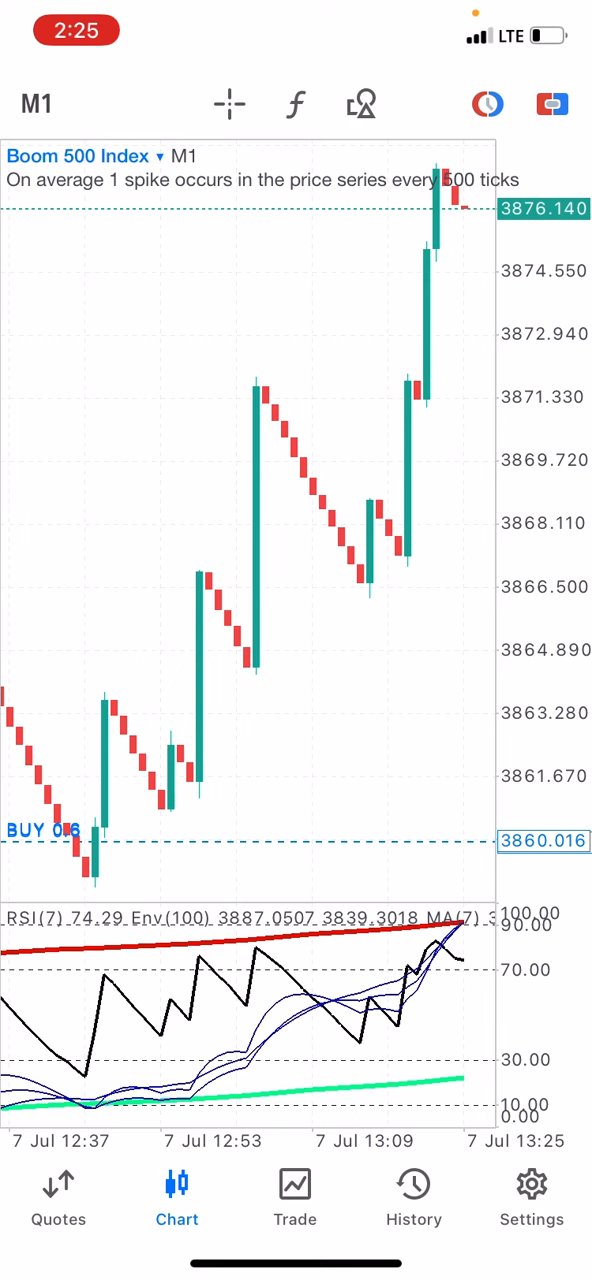 2:25
LTE
M1
Boom 500 Index ▾ M1
On average 1 spike occurs in the price series every 500 ticks
3876.140
3874.550
3872.940
3871.330
3869.720
3868.110
3866.500
3864.890
3863.280
3861.670
BUY 0.6
3860.016
RSI(7) 74.29 Env(100) 3887.0507 3839.3018 MA(7) 3
100.00
90.00
70.00
30.00
10.00
0.00
7 Jul 12:37
7 Jul 12:53
7 Jul 13:09
7 Jul 13:25
Quotes
Chart
Trade
History
Settings